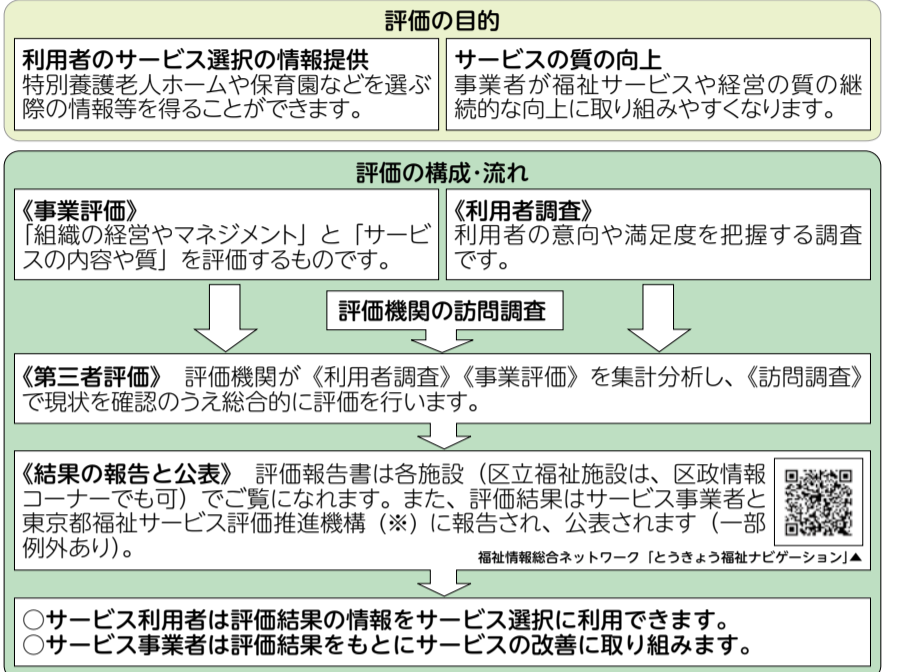 評価の目的
利用者のサービス選択の情報提供
特別養護老人ホームや保育園などを選ぶ
際の情報等を得ることができます。
サービスの質の向上
事業者が福祉サービスや経営の質の継
続的な向上に取り組みやすくなります。
評価の構成･流れ
《事業評価》
「組織の経営やマネジメント」と「サービ
スの内容や質」を評価するものです。
《利用者調査》
利用者の意向や満足度を把握する調査
です。
評価機関の訪問調査
《第三者評価》 評価機関が《利用者調査》《事業評価》を集計分析し、《訪問調査》
で現状を確認のうえ総合的に評価を行います。
《結果の報告と公表》 評価報告書は各施設（区立福祉施設は、区政情報
コーナーでも可）でご覧になれます。また、評価結果はサービス事業者と
東京都福祉サービス評価推進機構（※）に報告され、公表されます（一部
例外あり）。
福祉情報総合ネットワーク「とうきょう福祉ナビゲーション」▲
○サービス利用者は評価結果の情報をサービス選択に利用できます。
○サービス事業者は評価結果をもとにサービスの改善に取り組みます。